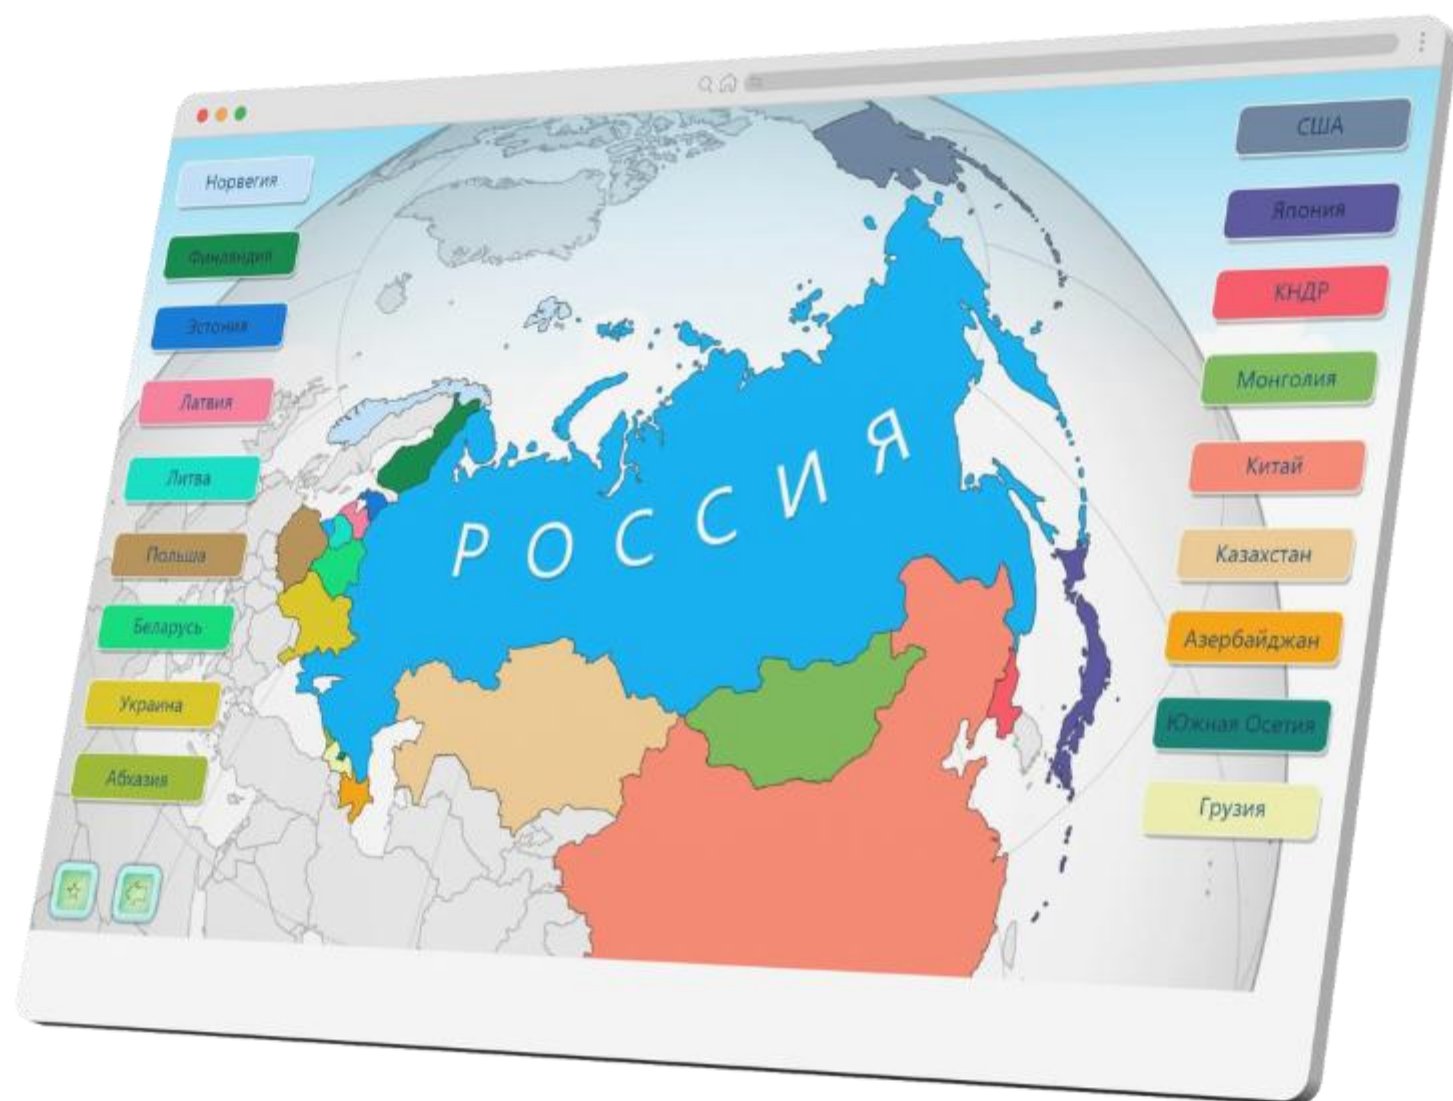 Норвегия
Финляндия
Эстония
Латвия
Литва
Польша
Беларусь
Украина
Абхазия
РОССИЯ
США
Япония
КНДР
Монголия
Китай
Казахстан
Азербайджан
Южная Осетия
Грузия